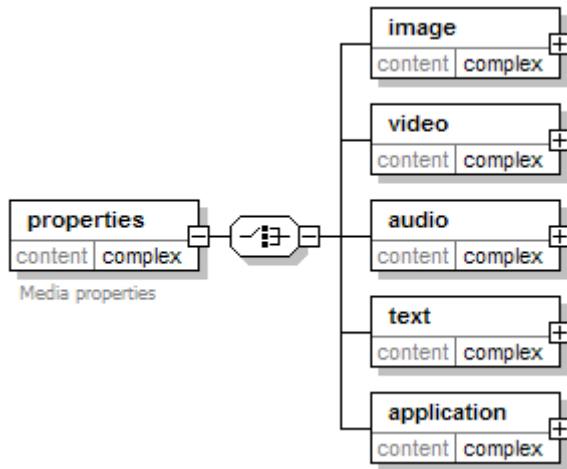 image
content complex
video
content complex
properties
content complex
Media properties
audio
content complex
text
content complex
application
content complex